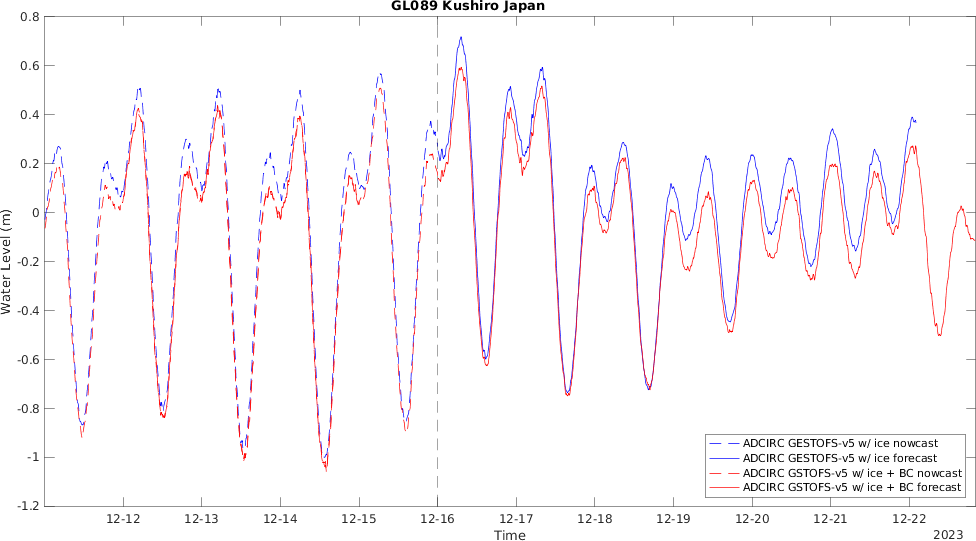 GL089 Kushiro Japan
0.8
0.6
0.4
0.2
0
-0.2
-0.4
-0.6
-0.8
-1
-1.2
Water Level (m)
ADCIRC GESTOFS-v5 w/ ice nowcast
ADCIRC GESTOFS-v5 w/ ice forecast
ADCIRC GSTOFS-v5 w/ ice + BC nowcast
ADCIRC GSTOFS-v5 w/ ice + BC forecast
12-12 12-13 12-14 12-15 12-16 12-17 12-18 12-19 12-20 12-21 12-22
Time
2023